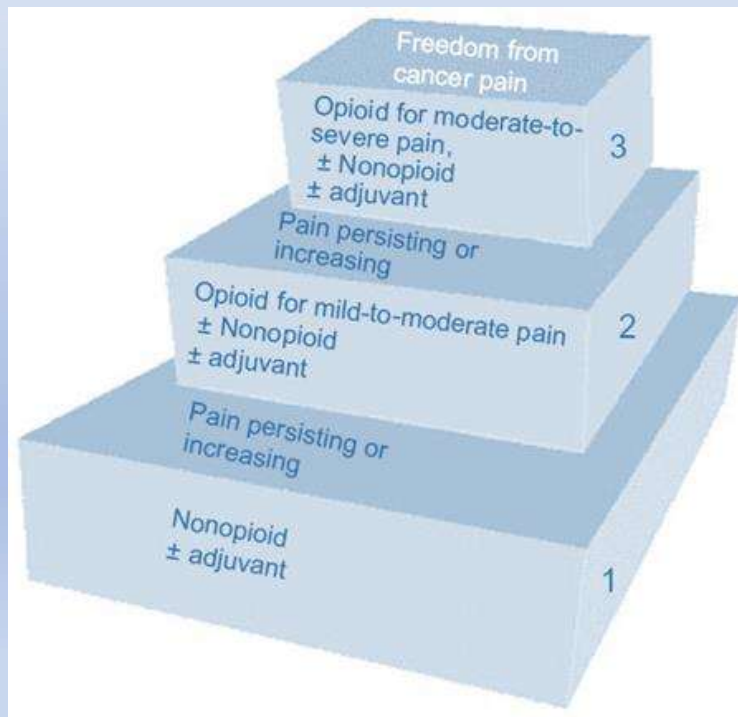 Freedom from
cancer pain
Opioid for moderate-to-
severe pain,
± Nonopioid
± adjuvant
3
Pain persisting or
increasing
Opioid for mild-to-moderate pain
± Nonopioid
± adjuvant
2
Pain persisting or
increasing
Nonopioid
± adjuvant
1